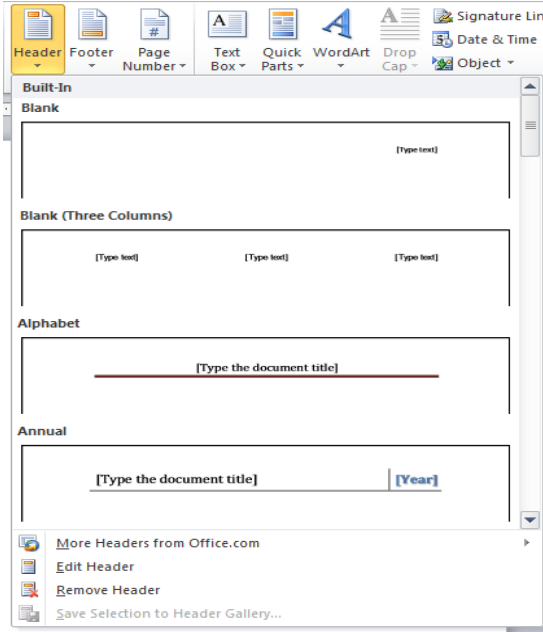 Header Footer Page Number Text Box Quick Parts WordArt Drop Cap Signature Lin
Date & Time
Object
Built-In
Blank
[Type text]
Blank (Three Columns)
[Type text] [Type text] [Type text]
Alphabet
[Type the document title]
Annual
[Type the document title] [Year]
More Headers from Office.com
Edit Header
Remove Header
Save Selection to Header Gallery...